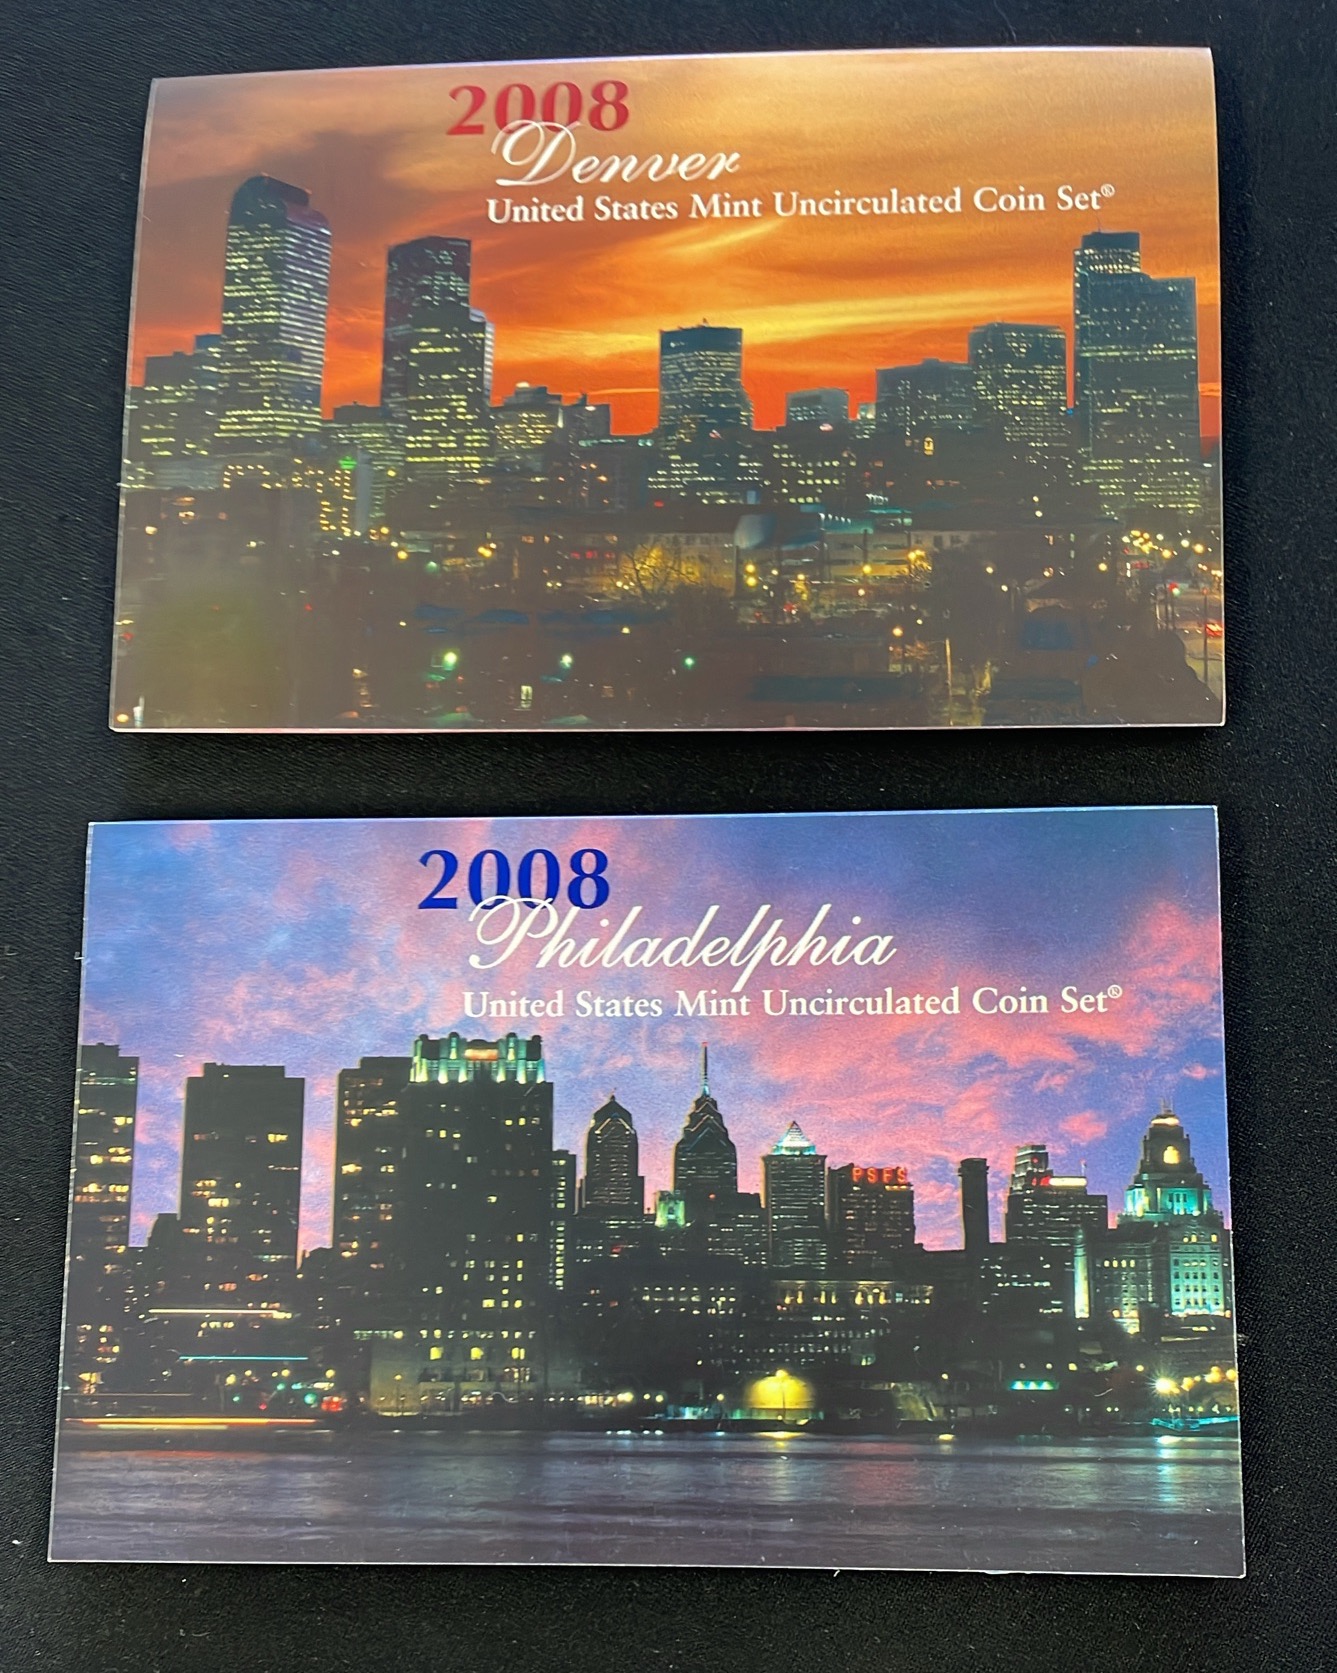 2008
Denver
United States Mint Uncirculated Coin Set®
2008
Philadelphia
United States Mint Uncirculated Coin Set®
PSFS